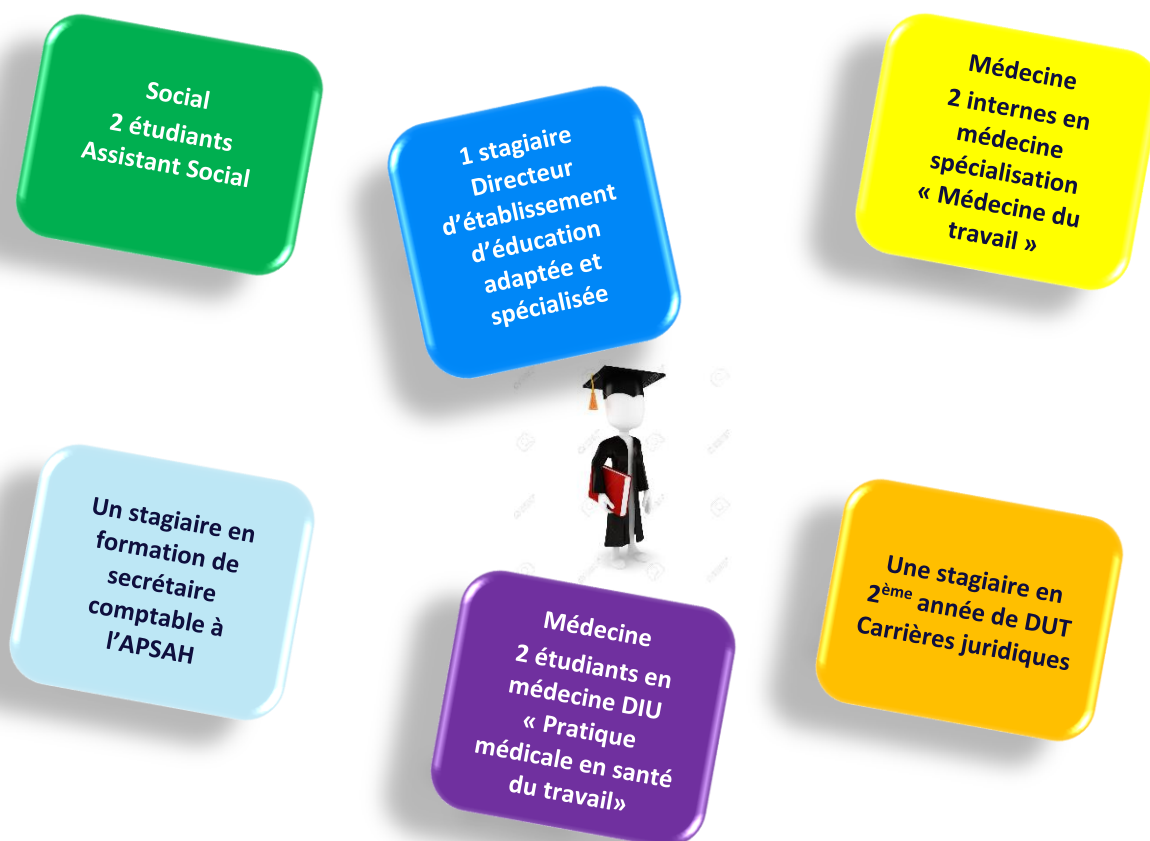 Social
2 étudiants
Assistant Social
1 stagiaire
Directeur
d’établissement
d’éducation
adaptée et
spécialisée
Médecine
2 internes en
médecine
spécialisation
« Médecine du
travail »
Un stagiaire en
formation de
secrétaire
comptable à
l’APSAH
Médecine
2 étudiants en
médecine DIU
« Pratique
médicale en santé
du travail»
Une stagiaire en
2ème année de DUT
Carrières juridiques